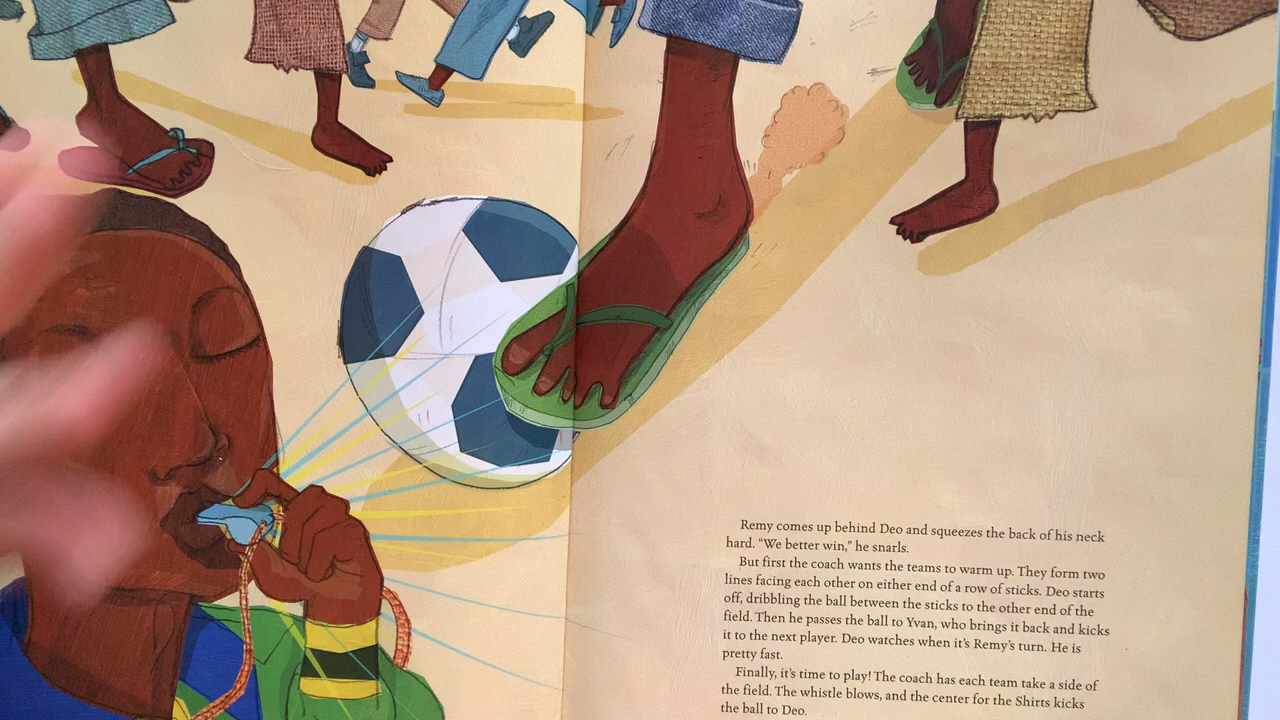 Remy comes up behind Deo and squeezes the back of his neck
hard. “We better win,” he snarls.
But first the coach wants the teams to warm up. They form two
lines facing each other on either end of a row of sticks. Deo starts
off, dribbling the ball between the sticks to the other end of the
field. Then he passes the ball to Yvan, who brings it back and kicks
it to the next player. Deo watches when it’s Remy’s turn. He is
pretty fast.
Finally, it’s time to play! The coach has each team take a side of
the field. The whistle blows, and the center for the Shirts kicks
the ball to Deo.